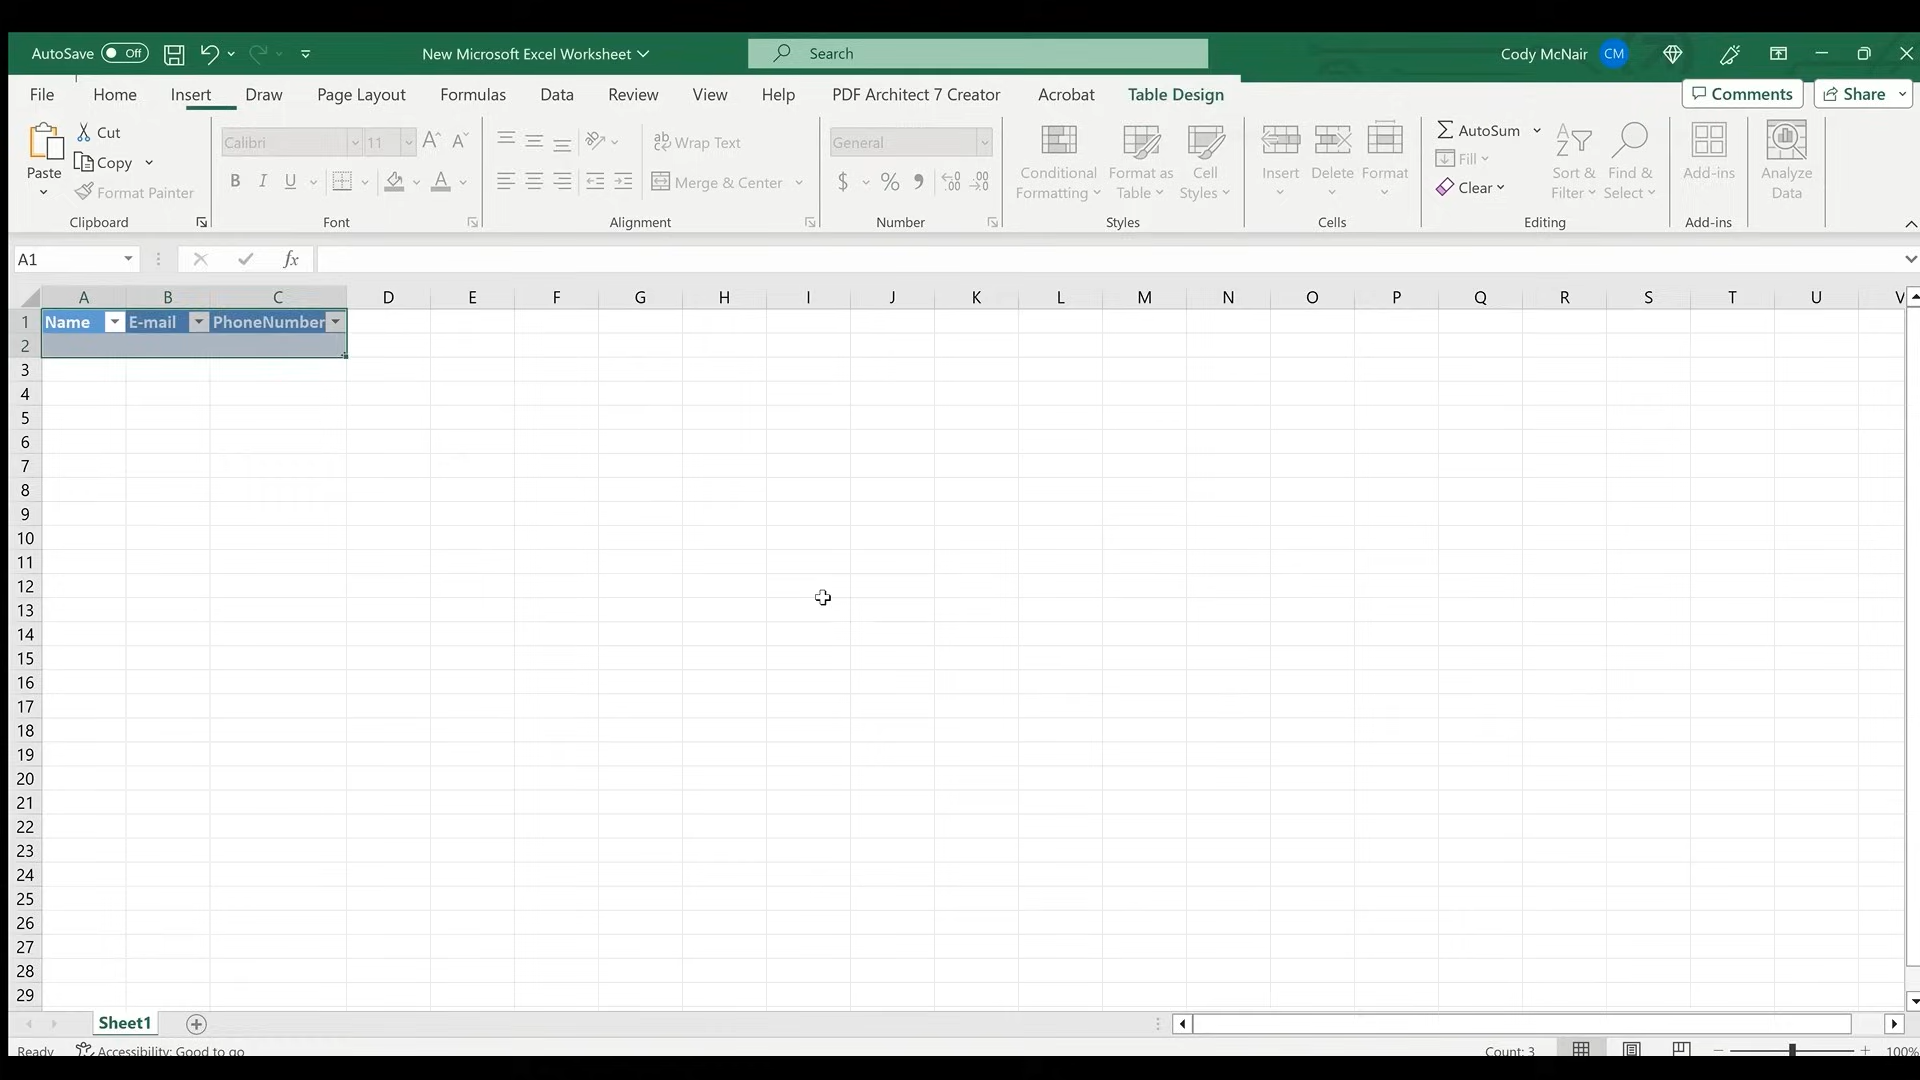 AutoSave Off New Microsoft Excel Worksheet Search Cody McNair CM
File Home Insert Draw Page Layout Formulas Data Review View Help PDF Architect 7 Creator Acrobat Table Design Comments Share
Paste Cut Copy Format Painter
Calibri 11 A A
B I U A
ab Wrap Text
Merge & Center
General
$ % 9 .00 .00
Conditional Formatting Format as Table Cell Styles
Insert Delete Format
AutoSum
Fill
Clear
Sort & Filter Find & Select
Add-ins
Analyze Data
Clipboard Font Alignment Number Styles Cells Editing Add-ins
A1 fx
A B C D E F G H I J K L M N O P Q R S T U V
1 Name E-mail PhoneNumber
2
3
4
5
6
7
8
9
10
11
12
13
14
15
16
17
18
19
20
21
22
23
24
25
26
27
28
29
Sheet1
Ready Accessibility: Good to go Count: 3 100%